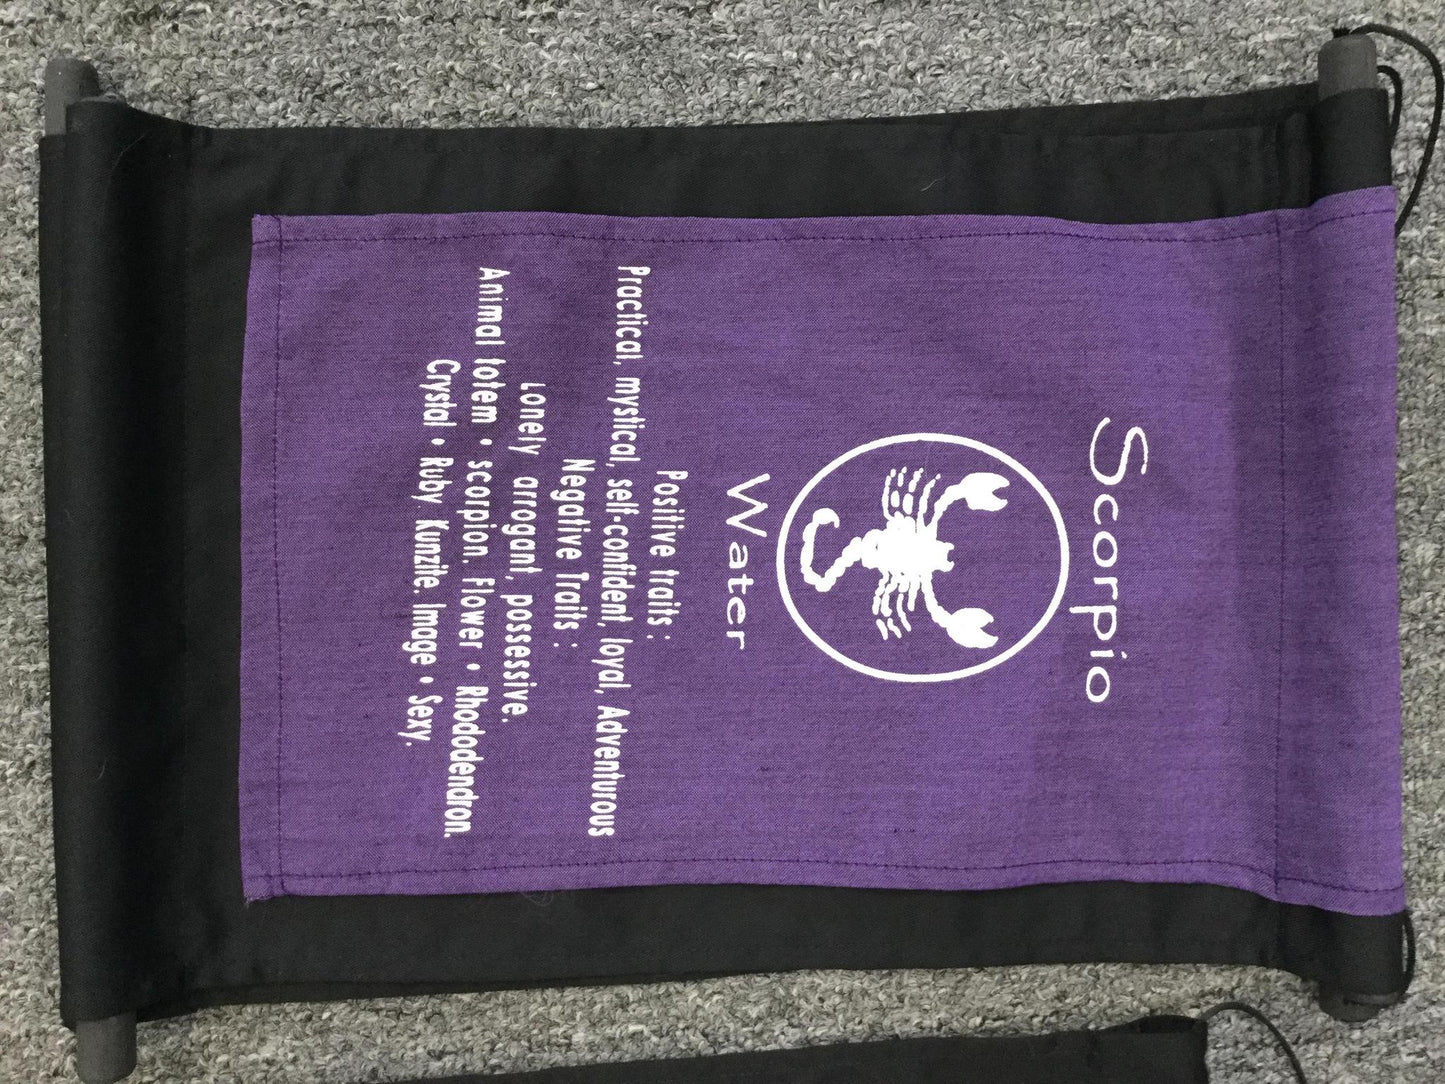 Scorpio
Water
Positive traits :
Practical, mystical, self-confident, loyal, Adventurous
Negative Traits :
Lonely arrogant, possessive.
Animal totem • scorpion. Flower • Rhododendron.
Crystal • Ruby. Kunzite. Image • Sexy.